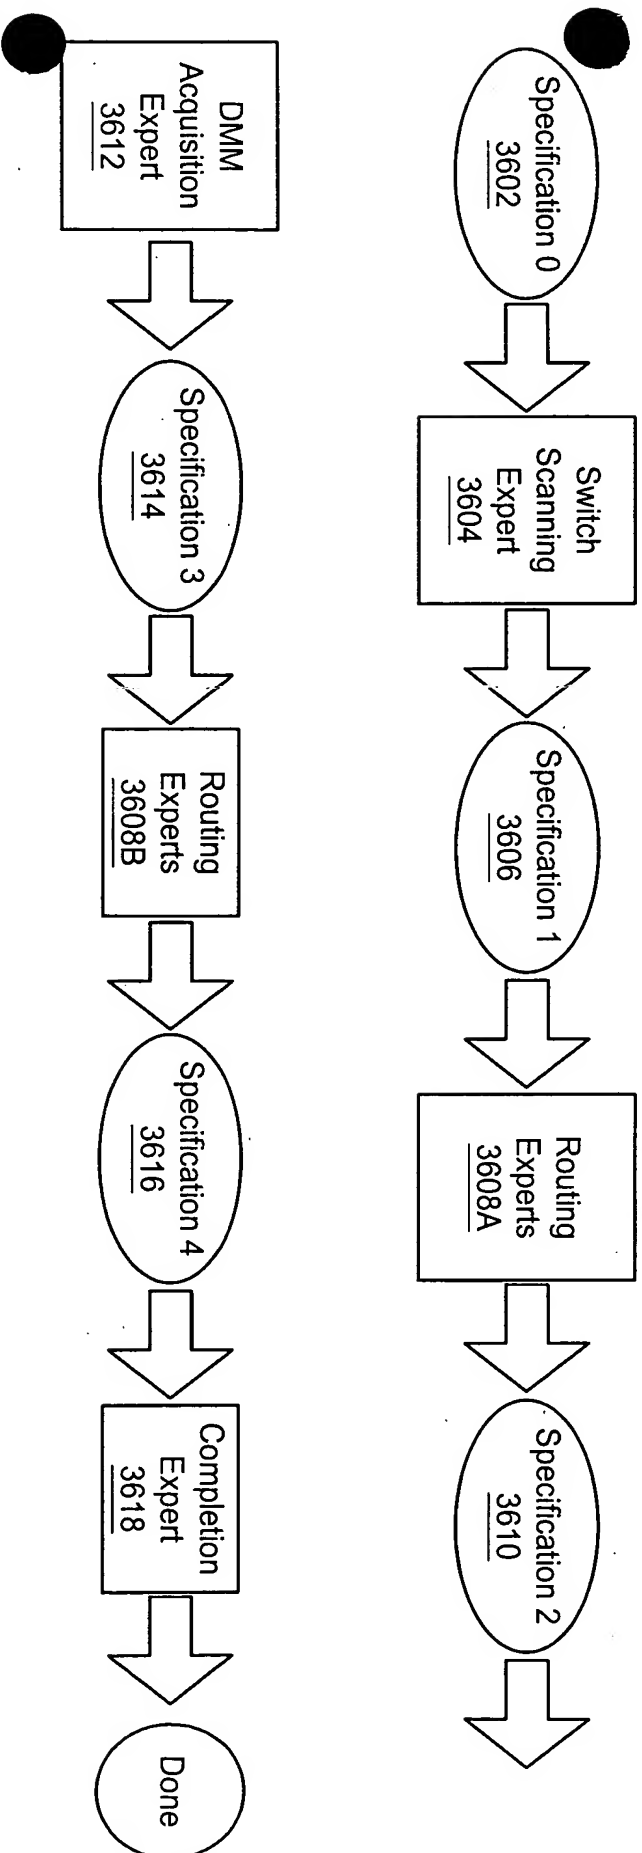 Specification 0
3602
Switch
Scanning
Expert
3604
Specification 1
3606
Routing
Experts
3608A
Specification 2
3610
DMM
Acquisition
Expert
3612
Specification 3
3614
Routing
Experts
3608B
Specification 4
3616
Completion
Expert
3618
Done